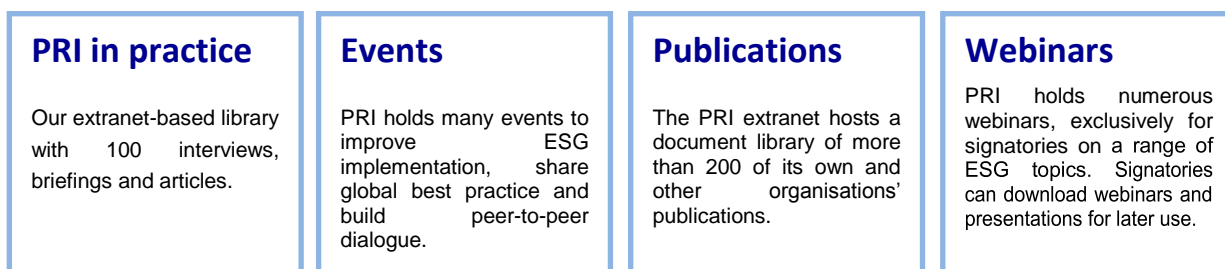 PRI in practice
Our extranet-based library
with 100 interviews,
briefings and articles.
Events
PRI holds many events to
improve ESG
implementation, share
global best practice and
build peer-to-peer
dialogue.
Publications
The PRI extranet hosts a
document library of more
than 200 of its own and
other organisations’
publications.
Webinars
PRI holds numerous
webinars, exclusively for
signatories on a range of
ESG topics. Signatories
can download webinars and
presentations for later use.